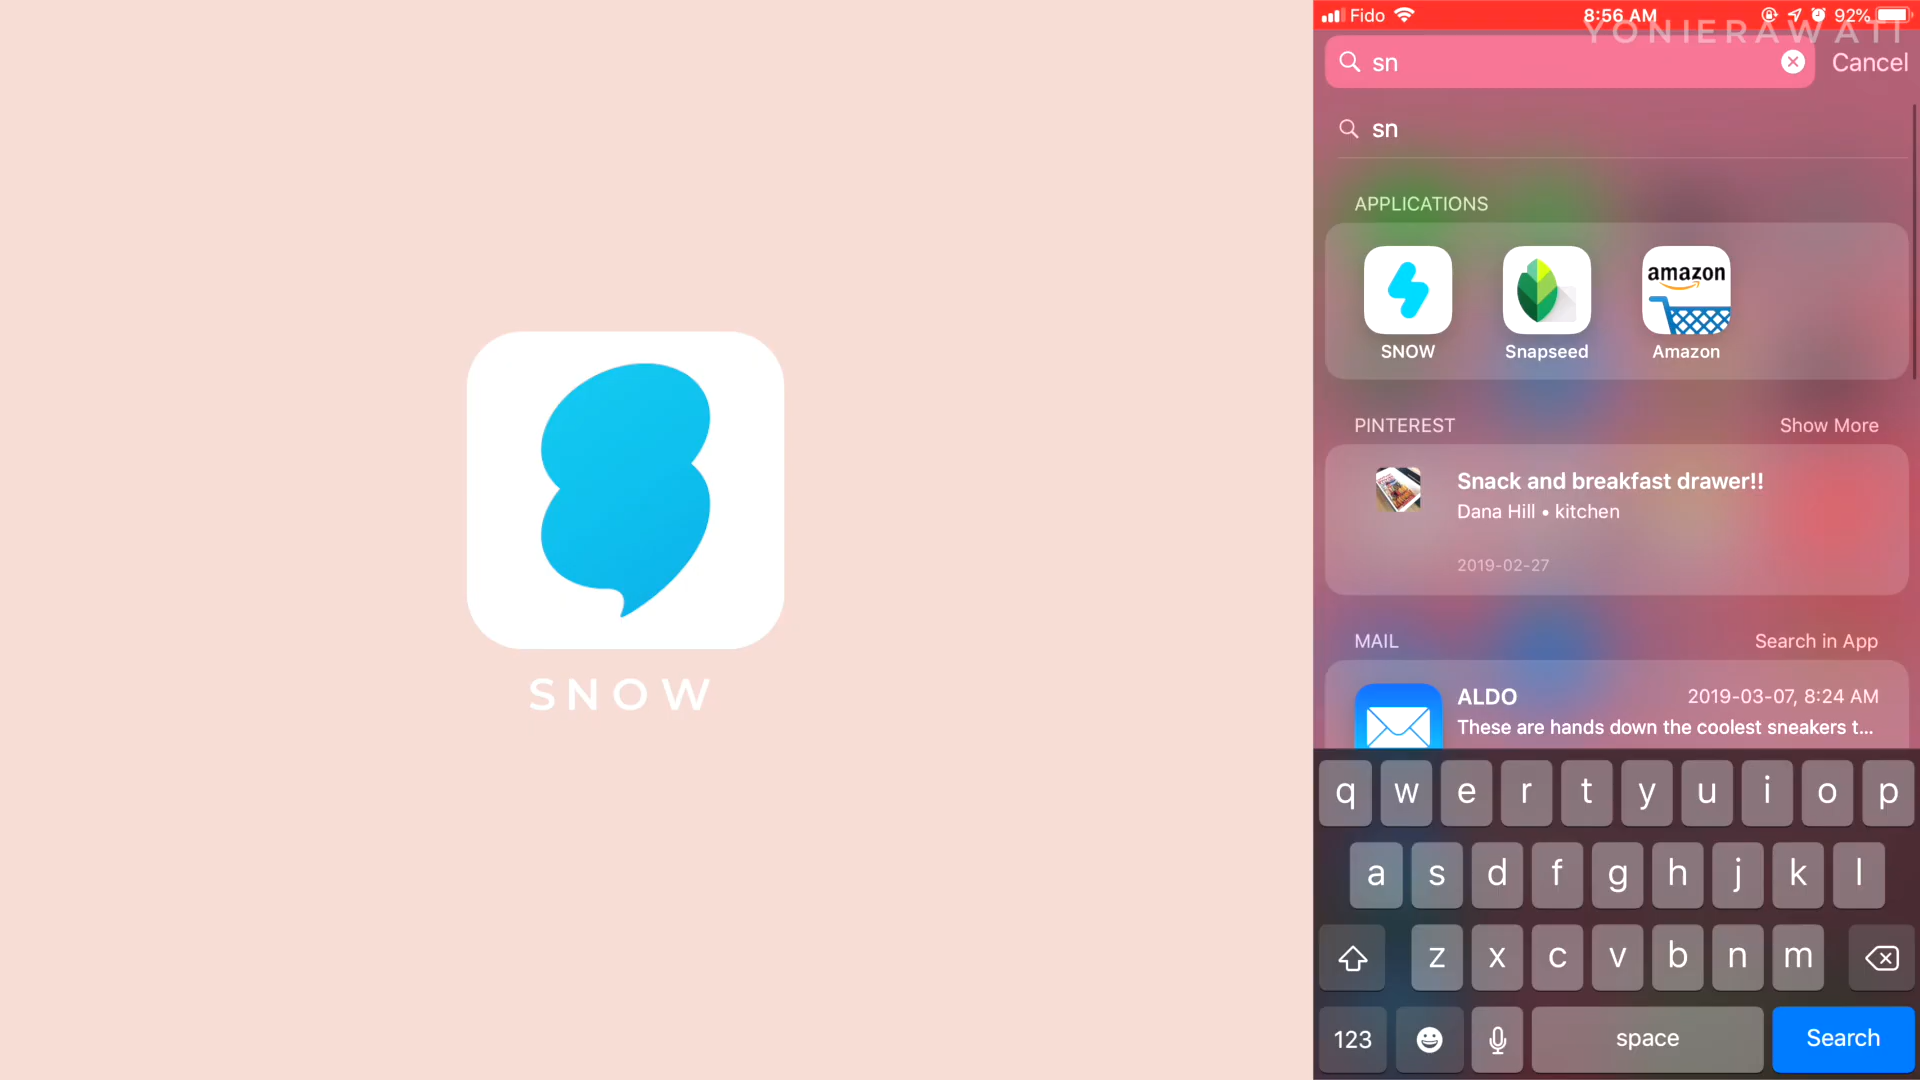 SNOW
Fido
8:56 AM
92%
YONIERAWATI
sn
Cancel
sn
APPLICATIONS
amazon
SNOW
Snapseed
Amazon
PINTEREST
Show More
Snack and breakfast drawer!!
Dana Hill • kitchen
2019-02-27
MAIL
Search in App
ALDO
2019-03-07, 8:24 AM
These are hands down the coolest sneakers t...
q w e r t y u i o p
a s d f g h j k l
z x c v b n m
123
space
Search